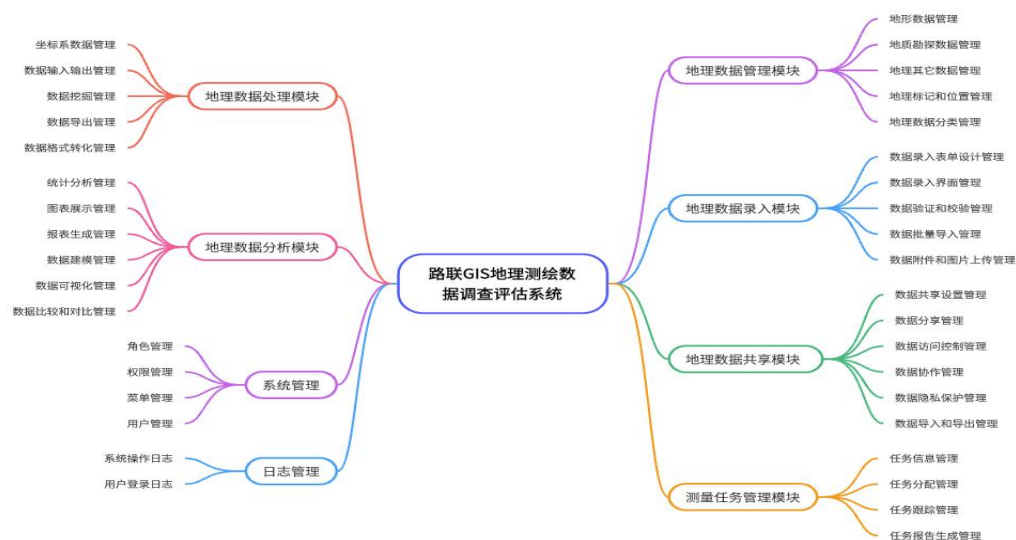 路联GIS地理测绘数
据调查评估系统
地理数据处理模块
坐标系数据管理
数据输入输出管理
数据挖掘管理
数据导出管理
数据格式转化管理
地理数据分析模块
统计分析管理
图表展示管理
报表生成管理
数据建模管理
数据可视化管理
数据比较和对比管理
系统管理
角色管理
权限管理
菜单管理
用户管理
日志管理
系统操作日志
用户登录日志
地理数据管理模块
地形数据管理
地质勘探数据管理
地理其它数据管理
地理标记和位置管理
地理数据分类管理
地理数据录入模块
数据录入表单设计管理
数据录入界面管理
数据验证和校验管理
数据批量导入管理
数据附件和图片上传管理
地理数据共享模块
数据共享设置管理
数据分享管理
数据访问控制管理
数据协作管理
数据隐私保护管理
数据导入和导出管理
测量任务管理模块
任务信息管理
任务分配管理
任务跟踪管理
任务报告生成管理